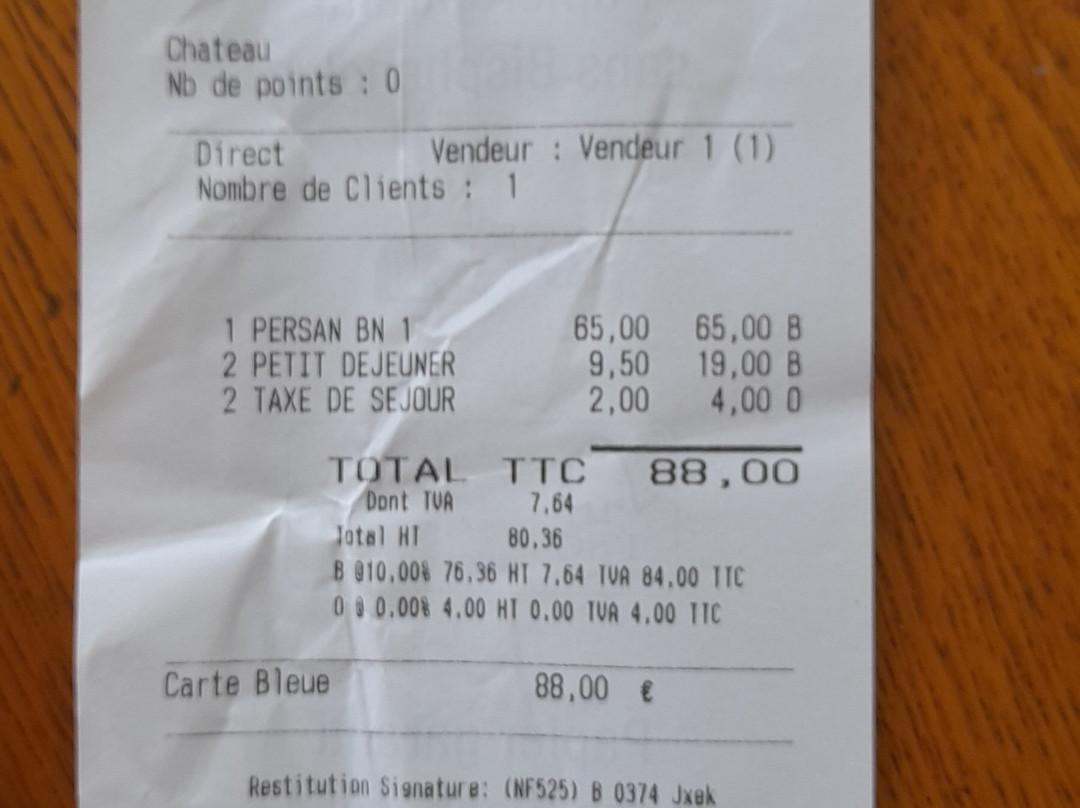 Chateau
Nb de points : 0
Direct Vendeur : Vendeur 1 (1)
Nombre de Clients : 1
1 PERSAN BN 1 65,00 65,00 B
2 PETIT DEJEUNER 9,50 19,00 B
2 TAXE DE SEJOUR 2,00 4,00 0
TOTAL TTC 88,00
Dont TVA 7,64
Total HT 80,36
B @10,00% 76,36 HT 7,64 TVA 84,00 TTC
0 @ 0,00% 4,00 HT 0,00 TVA 4,00 TTC
Carte Bleue 88,00 €
Restitution Signature: (NF525) B 0374 Jxek